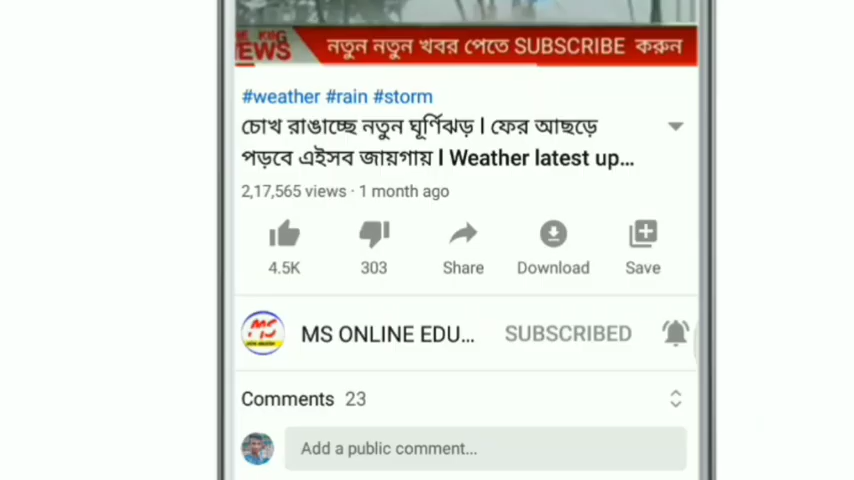 EWS নতুন নতুন খবর পেতে SUBSCRIBE করুন
#weather #rain #storm
চোখ রাঙাচ্ছে নতুন ঘূর্ণিঝড় l ফের আছড়ে
পড়বে এইসব জায়গায় l Weather latest up...
2,17,565 views · 1 month ago
4.5K 303 Share Download Save
MS ONLINE EDU... SUBSCRIBED
Comments 23
Add a public comment...